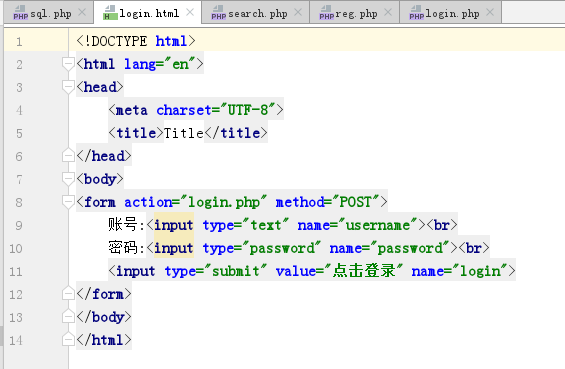 sql.php login.html search.php reg.php login.php
1 <!DOCTYPE html>
2 <html lang="en">
3 <head>
4 <meta charset="UTF-8">
5 <title>Title</title>
6 </head>
7 <body>
8 <form action="login.php" method="POST">
9 账号:<input type="text" name="username"><br>
10 密码:<input type="password" name="password"><br>
11 <input type="submit" value="点击登录" name="login">
12 </form>
13 </body>
14 </html>